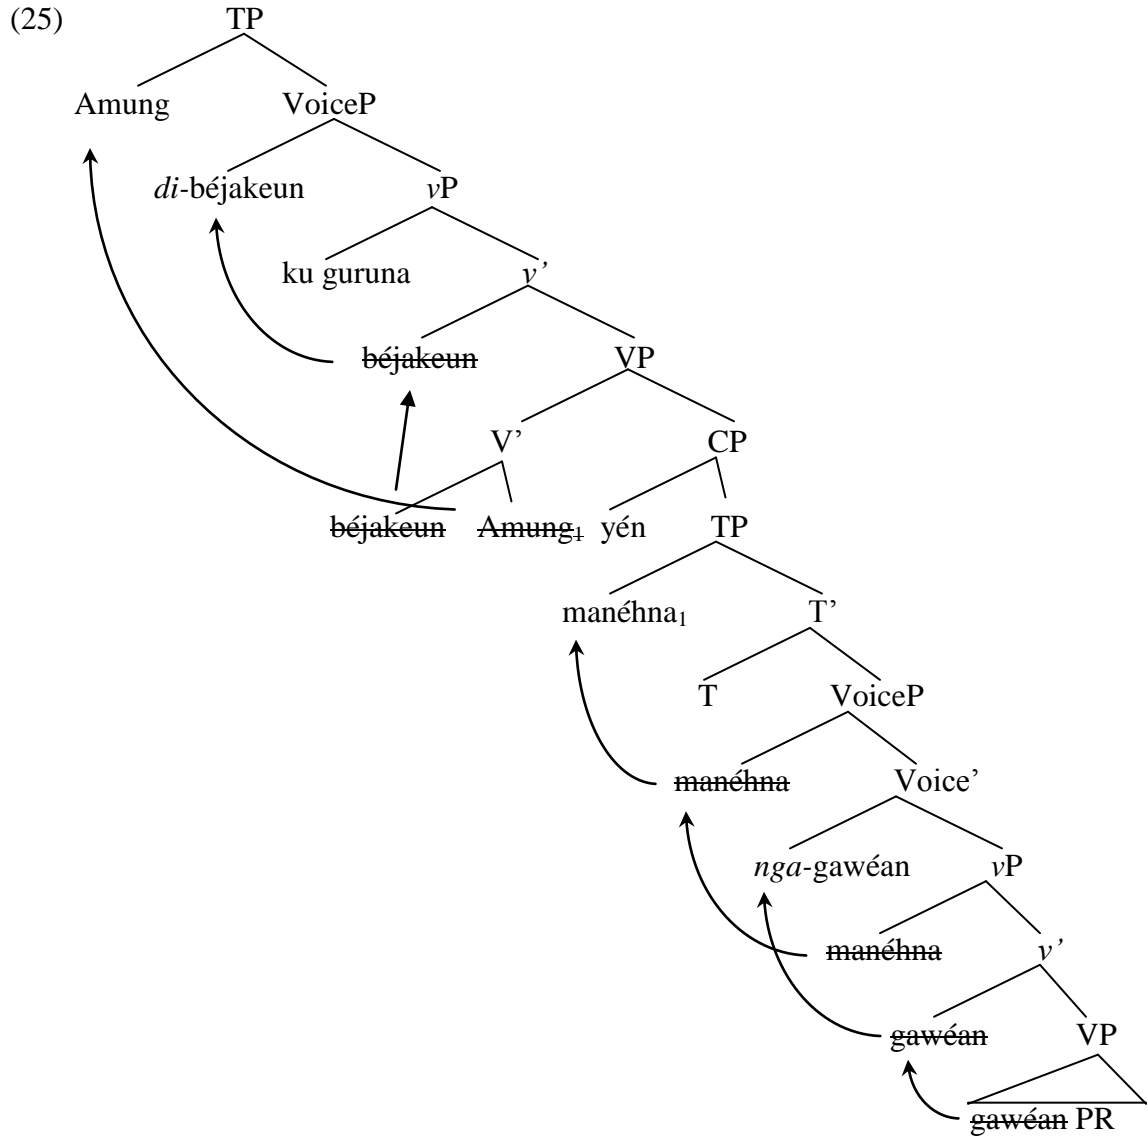 (25) TP
Amung VoiceP
di-béjakeun vP
ku guruna v’
béjakeun VP
V’ CP
béjakeun Amung₁ yén TP
manéhna₁ T’
T VoiceP
manéhna Voice’
nga-gawéan vP
manéhna v’
gawéan VP
gawéan PR